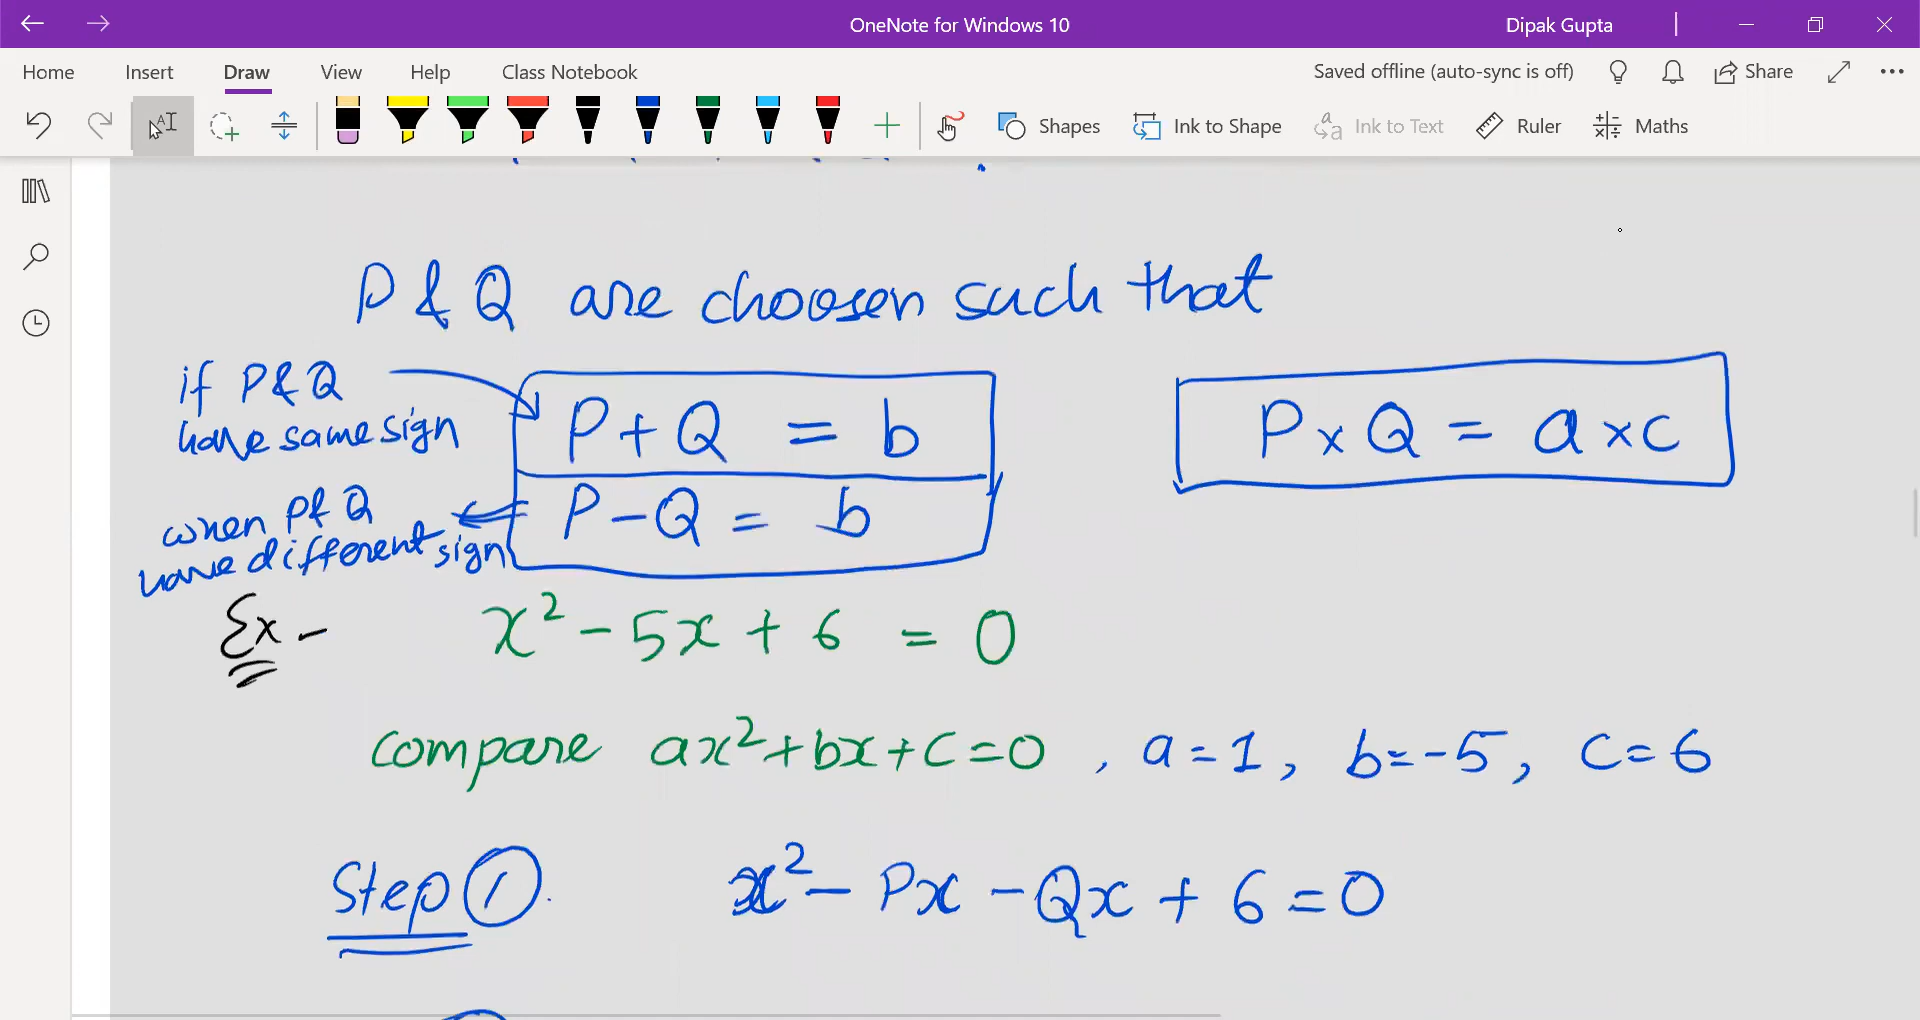 OneNote for Windows 10
Dipak Gupta
Home Insert Draw View Help Class Notebook
Saved offline (auto-sync is off) Share
Shapes Ink to Shape Ink to Text Ruler Maths
P & Q are choosen such that
if P & Q
have same sign
P + Q = b
P × Q = a × c
when P & Q
have different sign
P - Q = b
Ex -
x² - 5x + 6 = 0
compare ax² + bx + c = 0 , a = 1, b = -5, c = 6
Step 1. x² - Px - Qx + 6 = 0